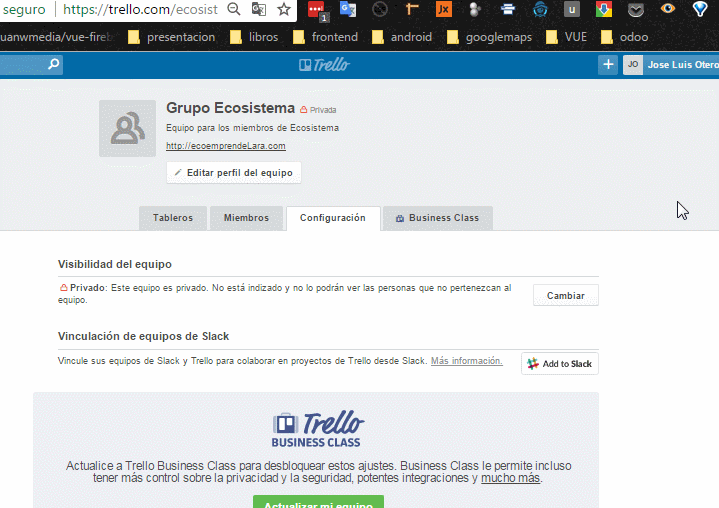 seguro https://trello.com/ecosist
1
uanwmedia/vue-fireb presentacion libros frontend android googlemaps VUE odoo
Trello + JO Jose Luis Otero
Grupo Ecosistema Privada
Equipo para los miembros de Ecosistema
http://ecoemprendeLara.com
Editar perfil del equipo
Tableros Miembros Configuración Business Class
Visibilidad del equipo
Privado: Este equipo es privado. No está indizado y no lo podrán ver las personas que no pertenezcan al
equipo.
Cambiar
Vinculación de equipos de Slack
Vincule sus equipos de Slack y Trello para colaborar en proyectos de Trello desde Slack. Más información.
Add to Slack
Trello
BUSINESS CLASS
Actualice a Trello Business Class para desbloquear estos ajustes. Business Class le permite incluso
tener más control sobre la privacidad y la seguridad, potentes integraciones y mucho más.
Actualizar mi equipo